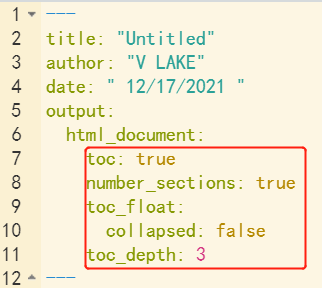 1 ---
2 title: "Untitled"
3 author: "V LAKE"
4 date: " 12/17/2021 "
5 output:
6   html_document:
7     toc: true
8     number_sections: true
9     toc_float:
10       collapsed: false
11     toc_depth: 3
12 ---